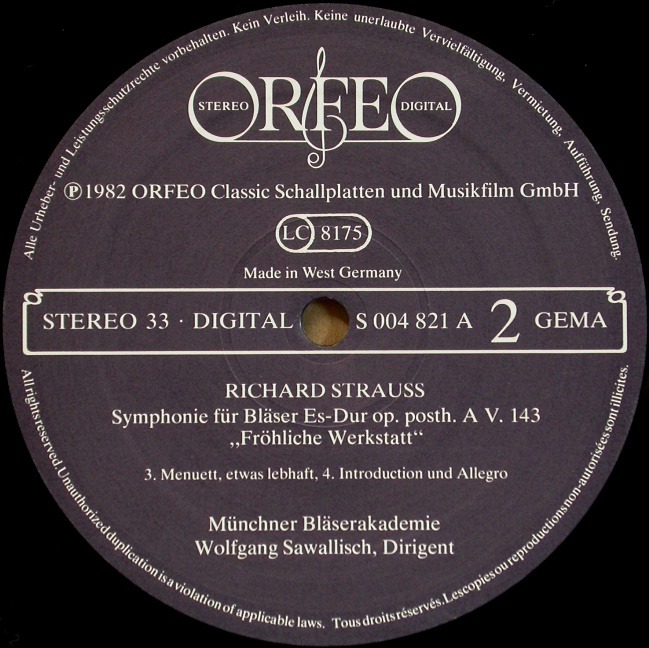 Alle Urheber- und Leistungsschutzrechte vorbehalten. Kein Verleih. Keine unerlaubte Vervielfältigung, Vermietung, Aufführung, Sendung.
STEREO ORFEO DIGITAL
℗ 1982 ORFEO Classic Schallplatten und Musikfilm GmbH
LC 8175
Made in West Germany
STEREO 33 · DIGITAL S 004 821 A 2 GEMA
RICHARD STRAUSS
Symphonie für Bläser Es-Dur op. posth. A V. 143
„Fröhliche Werkstatt“
3. Menuett, etwas lebhaft, 4. Introduction und Allegro
Münchner Bläserakademie
Wolfgang Sawallisch, Dirigent
All rights reserved. Unauthorized duplication is a violation of applicable laws. Tous droits réservés. Les copies ou reproductions non-autorisées sont illicites.